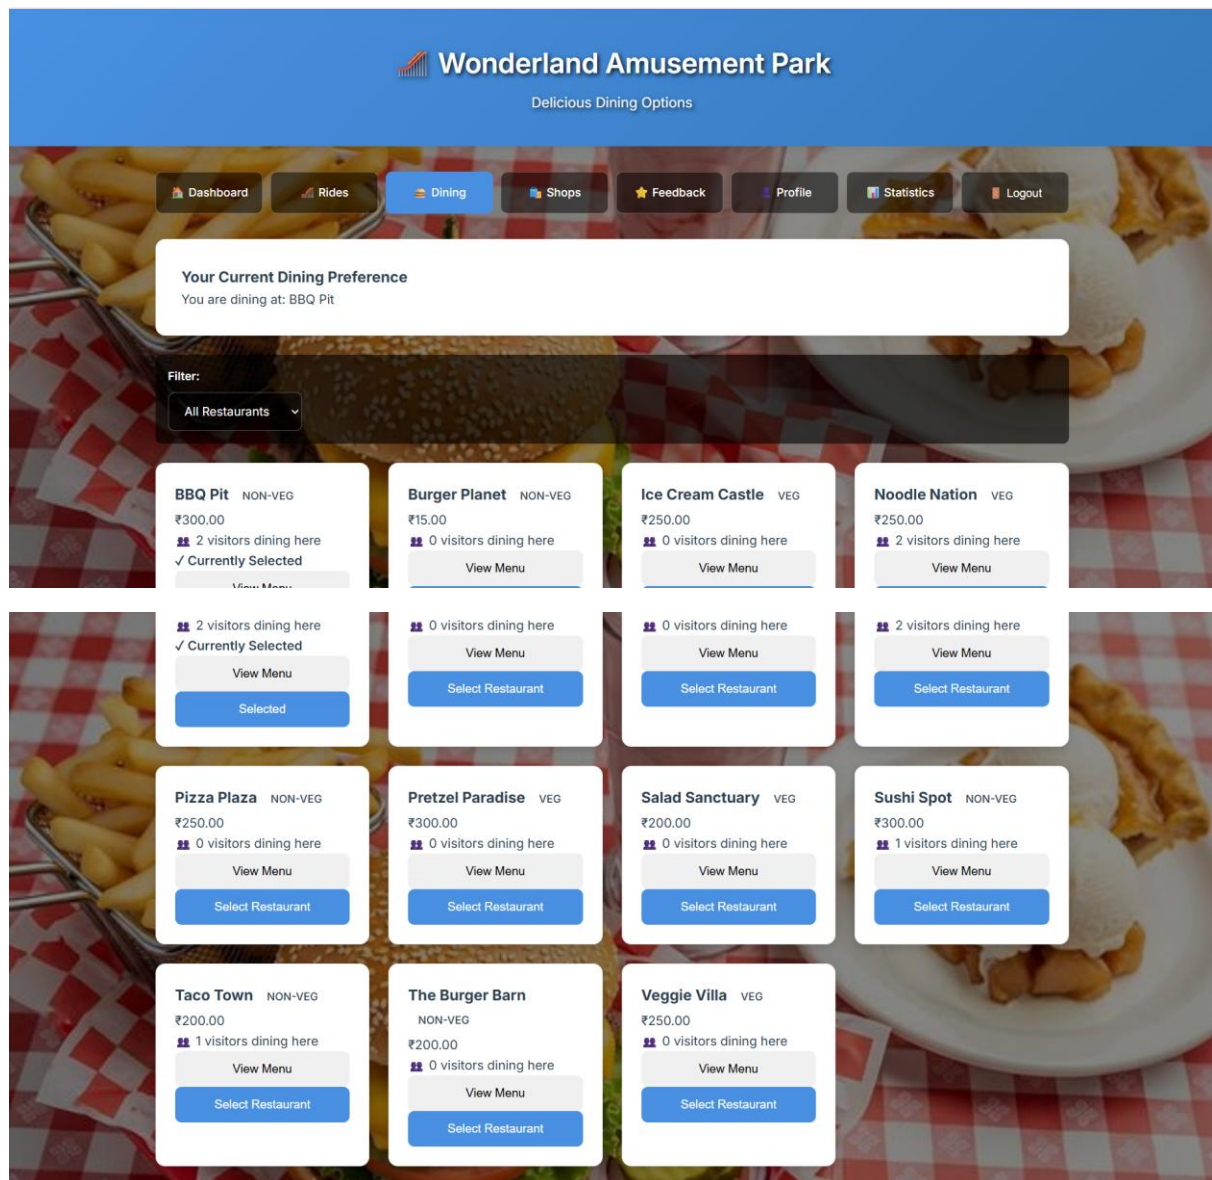 Wonderland Amusement Park
Delicious Dining Options
Dashboard Rides Dining Shops Feedback Profile Statistics Logout
Your Current Dining Preference
You are dining at: BBQ Pit
Filter:
All Restaurants
BBQ Pit NON-VEG
₹300.00
2 visitors dining here
✓ Currently Selected
View Menu
Burger Planet NON-VEG
₹15.00
0 visitors dining here
View Menu
Ice Cream Castle VEG
₹250.00
0 visitors dining here
View Menu
Noodle Nation VEG
₹250.00
2 visitors dining here
View Menu
2 visitors dining here
✓ Currently Selected
View Menu
Selected
0 visitors dining here
View Menu
Select Restaurant
0 visitors dining here
View Menu
Select Restaurant
2 visitors dining here
View Menu
Select Restaurant
Pizza Plaza NON-VEG
₹250.00
0 visitors dining here
View Menu
Select Restaurant
Pretzel Paradise VEG
₹300.00
0 visitors dining here
View Menu
Select Restaurant
Salad Sanctuary VEG
₹200.00
0 visitors dining here
View Menu
Select Restaurant
Sushi Spot NON-VEG
₹300.00
1 visitors dining here
View Menu
Select Restaurant
Taco Town NON-VEG
₹200.00
1 visitors dining here
View Menu
Select Restaurant
The Burger Barn
NON-VEG
₹200.00
0 visitors dining here
View Menu
Select Restaurant
Veggie Villa VEG
₹250.00
0 visitors dining here
View Menu
Select Restaurant